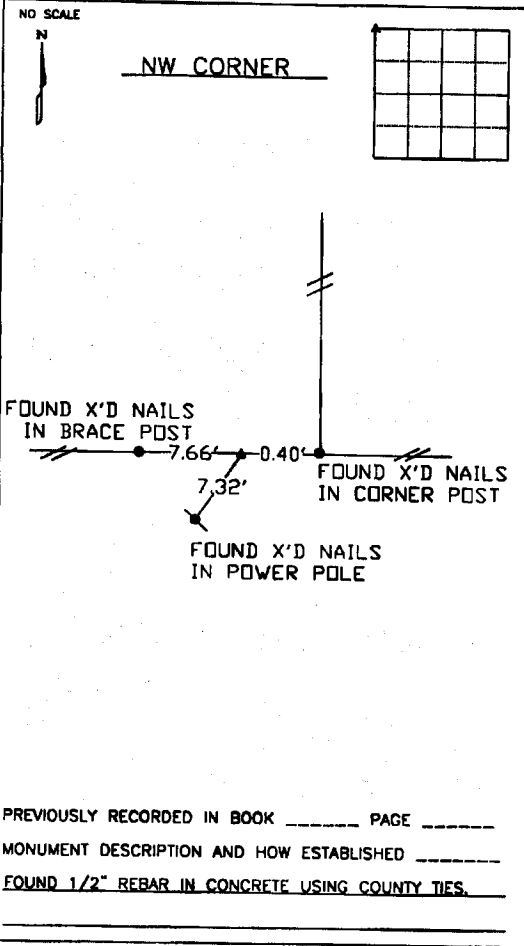 NO SCALE
N
NW CORNER
FOUND X'D NAILS
IN BRACE POST
7.66'
0.40'
FOUND X'D NAILS
IN CORNER POST
7.32'
FOUND X'D NAILS
IN POWER POLE
PREVIOUSLY RECORDED IN BOOK ______ PAGE ______
MONUMENT DESCRIPTION AND HOW ESTABLISHED _______
FOUND 1/2" REBAR IN CONCRETE USING COUNTY TIES.